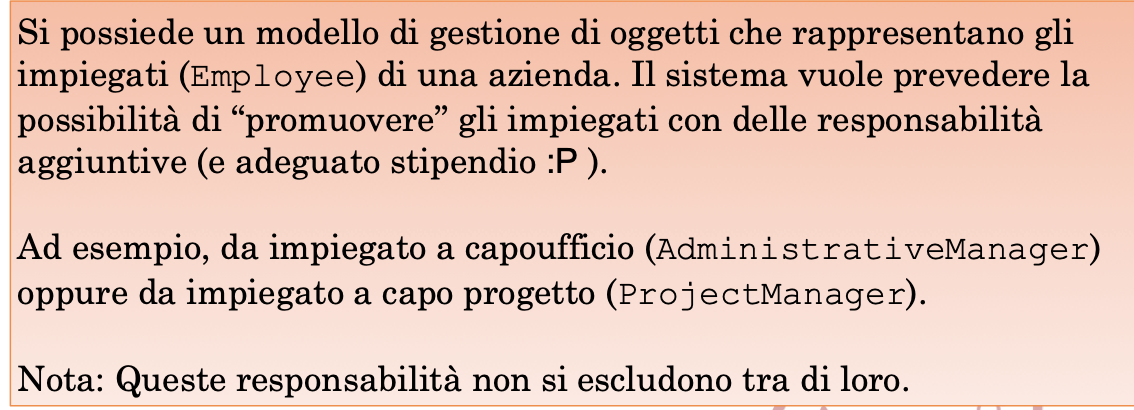 Si possiede un modello di gestione di oggetti che rappresentano gli
impiegati (Employee) di una azienda. Il sistema vuole prevedere la
possibilità di “promuovere” gli impiegati con delle responsabilità
aggiuntive (e adeguato stipendio :P ).
Ad esempio, da impiegato a capoufficio (AdministrativeManager)
oppure da impiegato a capo progetto (ProjectManager).
Nota: Queste responsabilità non si escludono tra di loro.